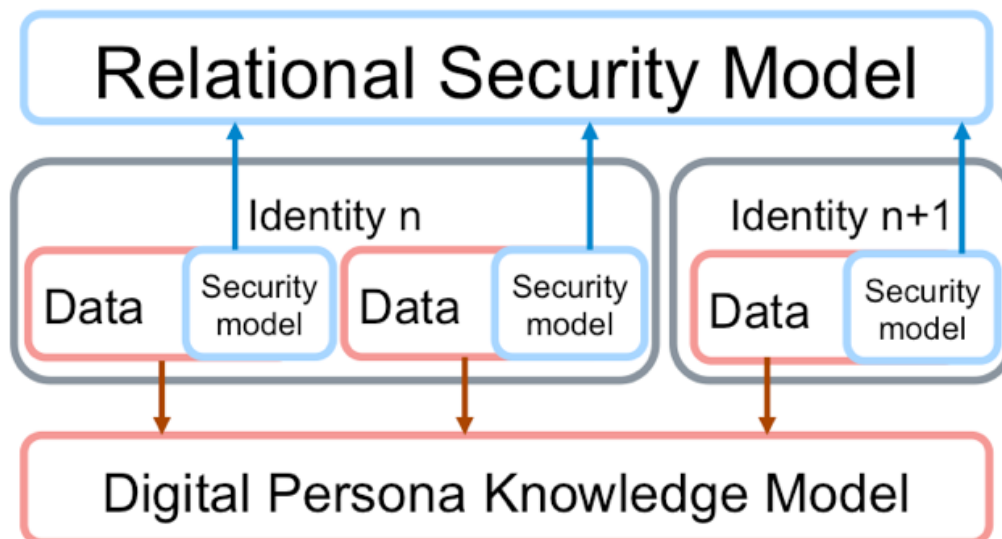 Relational Security Model
Identity n
Identity n+1
Data
Security
model
Data
Security
model
Data
Security
model
Digital Persona Knowledge Model